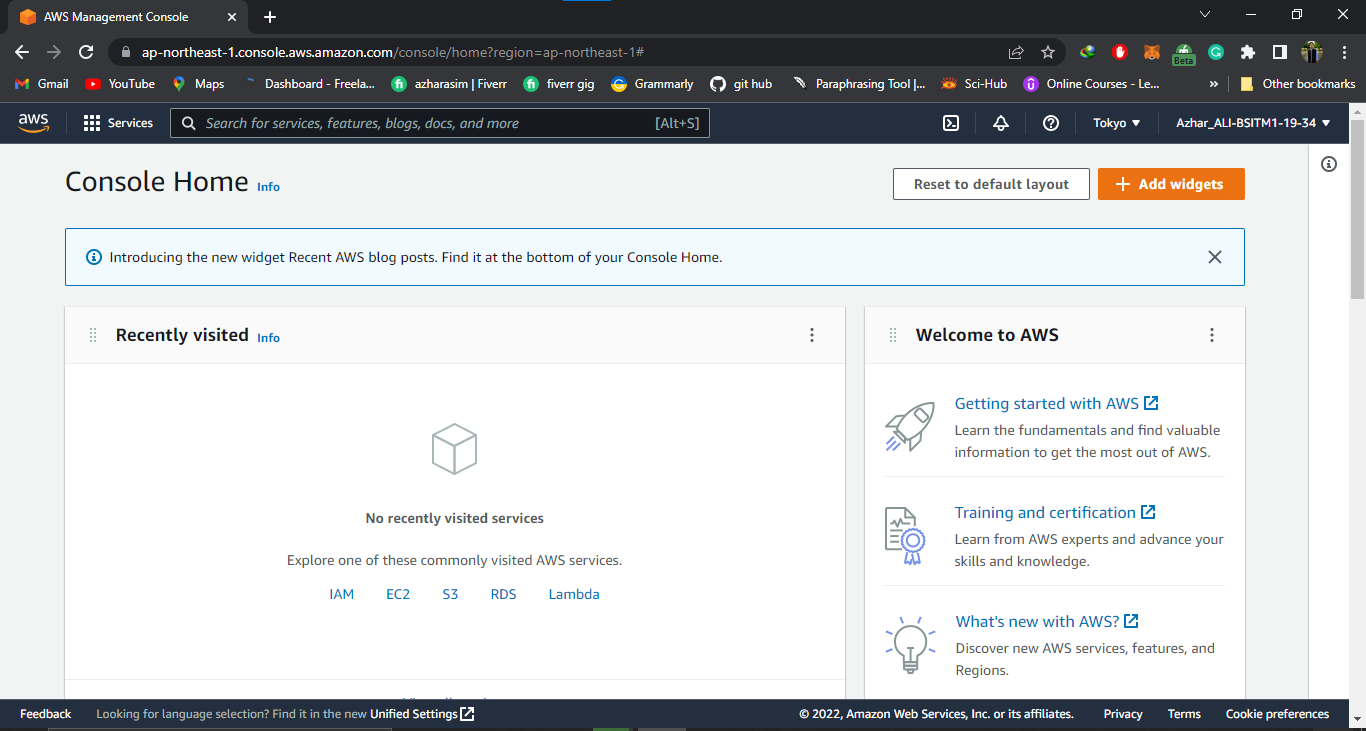 AWS Management Console
ap-northeast-1.console.aws.amazon.com/console/home?region=ap-northeast-1#
Beta
Gmail YouTube Maps Dashboard - Freela... azharasim | Fiverr fiverr gig Grammarly git hub Paraphrasing Tool |... Sci-Hub Online Courses - Le... » Other bookmarks
aws Services Search for services, features, blogs, docs, and more [Alt+S] Tokyo Azhar_ALI-BSITM1-19-34
Console Home Info Reset to default layout Add widgets
Introducing the new widget Recent AWS blog posts. Find it at the bottom of your Console Home.
Recently visited Info
No recently visited services
Explore one of these commonly visited AWS services.
IAM EC2 S3 RDS Lambda
Welcome to AWS
Getting started with AWS
Learn the fundamentals and find valuable
information to get the most out of AWS.
Training and certification
Learn from AWS experts and advance your
skills and knowledge.
What's new with AWS?
Discover new AWS services, features, and
Regions.
Feedback Looking for language selection? Find it in the new Unified Settings © 2022, Amazon Web Services, Inc. or its affiliates. Privacy Terms Cookie preferences